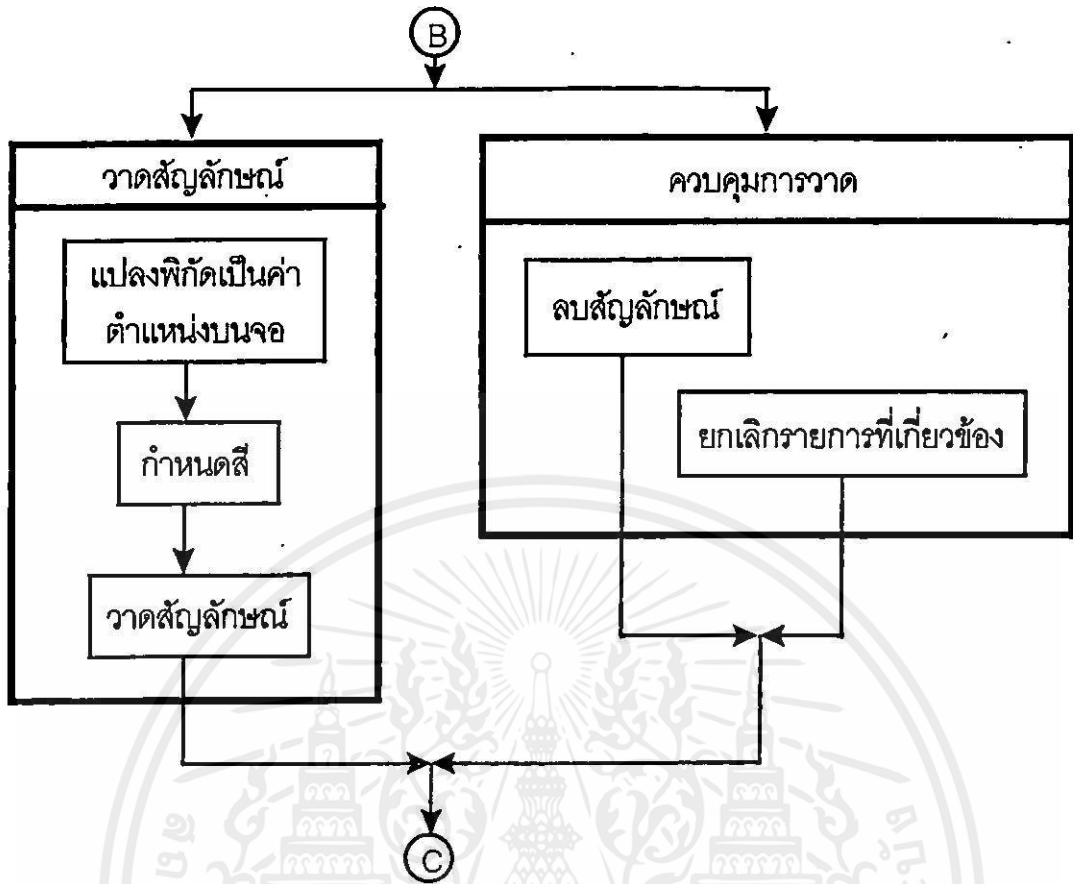 B
วาดสัญลักษณ์
แปลงพิกัดเป็นค่า
ตำแหน่งบนจอ
กำหนดสี
วาดสัญลักษณ์
ควบคุมการวาด
ลบสัญลักษณ์
ยกเลิกรายการที่เกี่ยวข้อง
C